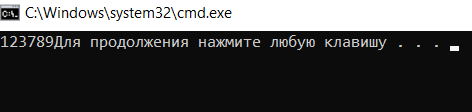 C:\Windows\system32\cmd.exe
123789Для продолжения нажмите любую клавишу . . .